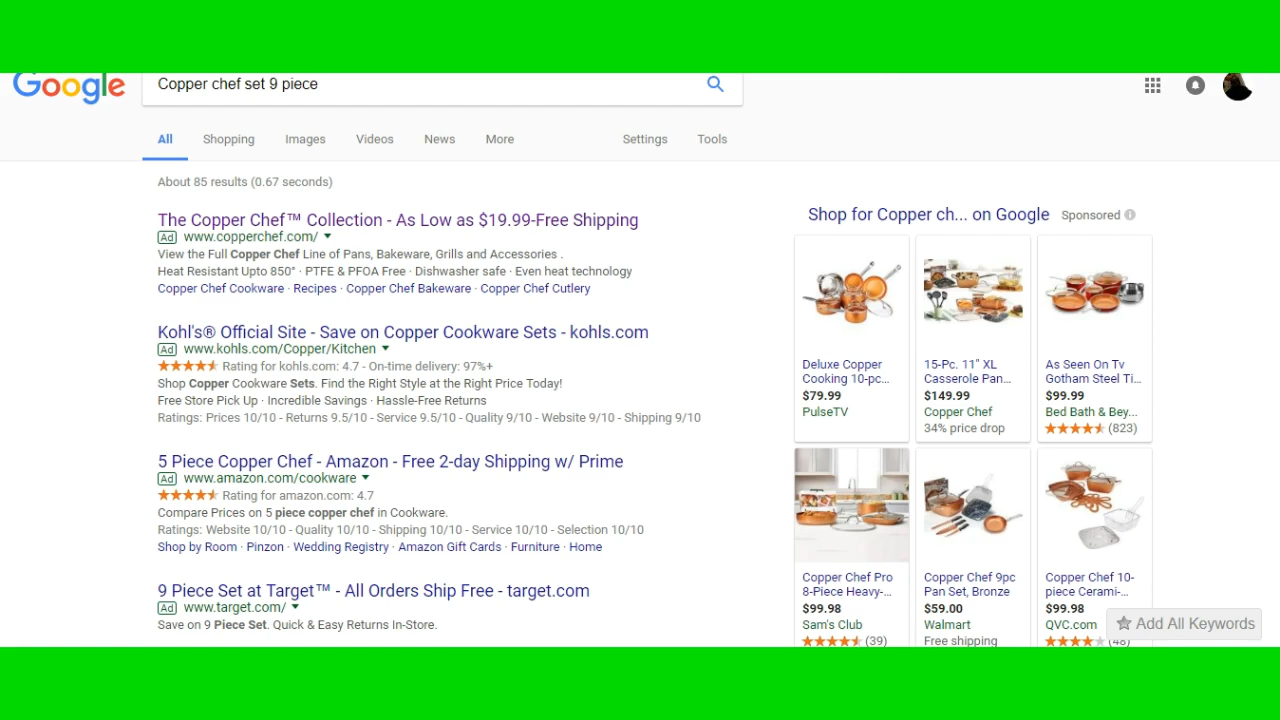 Google
Copper chef set 9 piece
All Shopping Images Videos News More Settings Tools
About 85 results (0.67 seconds)
The Copper Chef™ Collection - As Low as $19.99-Free Shipping
Ad www.copperchef.com/
View the Full Copper Chef Line of Pans, Bakeware, Grills and Accessories .
Heat Resistant Upto 850° · PTFE & PFOA Free · Dishwasher safe · Even heat technology
Copper Chef Cookware · Recipes · Copper Chef Bakeware · Copper Chef Cutlery
Kohl's® Official Site - Save on Copper Cookware Sets - kohls.com
Ad www.kohls.com/Copper/Kitchen
Rating for kohls.com: 4.7 - On-time delivery: 97%+
Shop Copper Cookware Sets. Find the Right Style at the Right Price Today!
Free Store Pick Up · Incredible Savings · Hassle-Free Returns
Ratings: Prices 10/10 - Returns 9.5/10 - Service 9.5/10 - Quality 9/10 - Website 9/10 - Shipping 9/10
5 Piece Copper Chef - Amazon - Free 2-day Shipping w/ Prime
Ad www.amazon.com/cookware
Rating for amazon.com: 4.7
Compare Prices on 5 piece copper chef in Cookware.
Ratings: Website 10/10 - Quality 10/10 - Shipping 10/10 - Service 10/10 - Selection 10/10
Shop by Room · Pinzon · Wedding Registry · Amazon Gift Cards · Furniture · Home
9 Piece Set at Target™ - All Orders Ship Free - target.com
Ad www.target.com/
Save on 9 Piece Set. Quick & Easy Returns In-Store.
Shop for Copper ch... on Google Sponsored
Deluxe Copper
Cooking 10-pc...
$79.99
PulseTV
15-Pc. 11" XL
Casserole Pan...
$149.99
Copper Chef
34% price drop
As Seen On Tv
Gotham Steel Ti...
$99.99
Bed Bath & Bey...
(823)
Copper Chef Pro
8-Piece Heavy-...
$99.98
Sam's Club
(39)
Copper Chef 9pc
Pan Set, Bronze
$59.00
Walmart
Free shipping
Copper Chef 10-
piece Cerami-...
$99.98
QVC.com
(48)
Add All Keywords